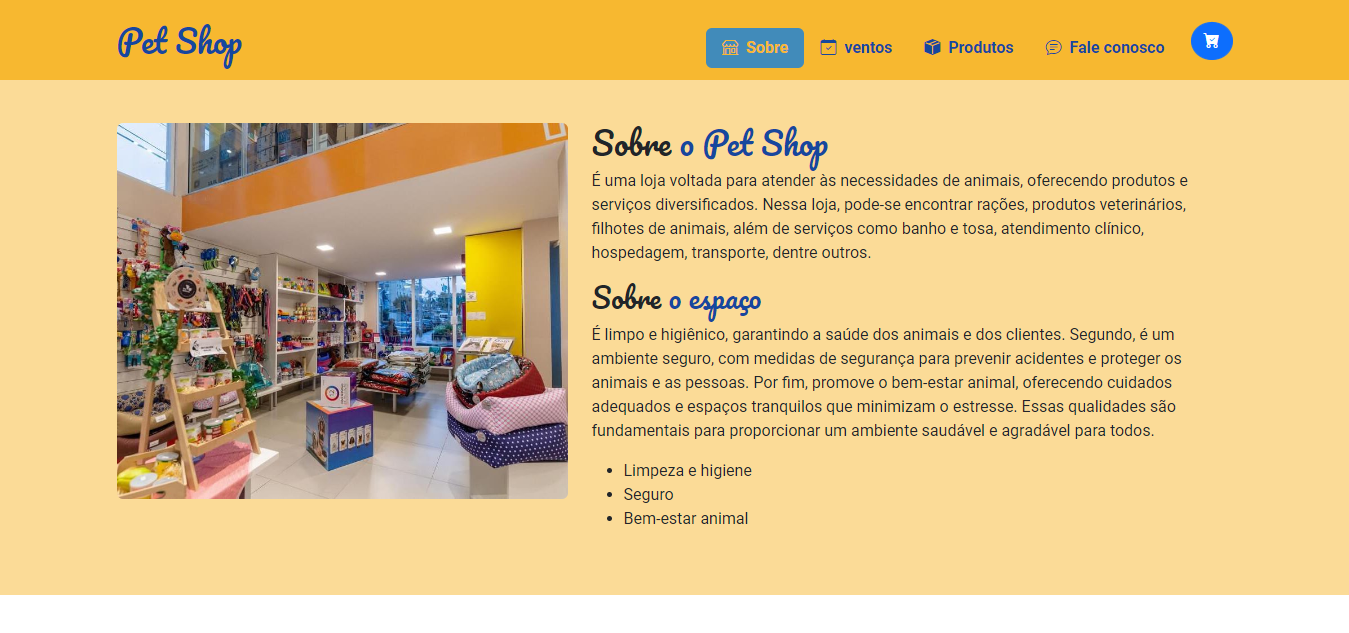 Pet Shop
Sobre
ventos
Produtos
Fale conosco
Sobre o Pet Shop
É uma loja voltada para atender às necessidades de animais, oferecendo produtos e
serviços diversificados. Nessa loja, pode-se encontrar rações, produtos veterinários,
filhotes de animais, além de serviços como banho e tosa, atendimento clínico,
hospedagem, transporte, dentre outros.
Sobre o espaço
É limpo e higiênico, garantindo a saúde dos animais e dos clientes. Segundo, é um
ambiente seguro, com medidas de segurança para prevenir acidentes e proteger os
animais e as pessoas. Por fim, promove o bem-estar animal, oferecendo cuidados
adequados e espaços tranquilos que minimizam o estresse. Essas qualidades são
fundamentais para proporcionar um ambiente saudável e agradável para todos.
• Limpeza e higiene
• Seguro
• Bem-estar animal